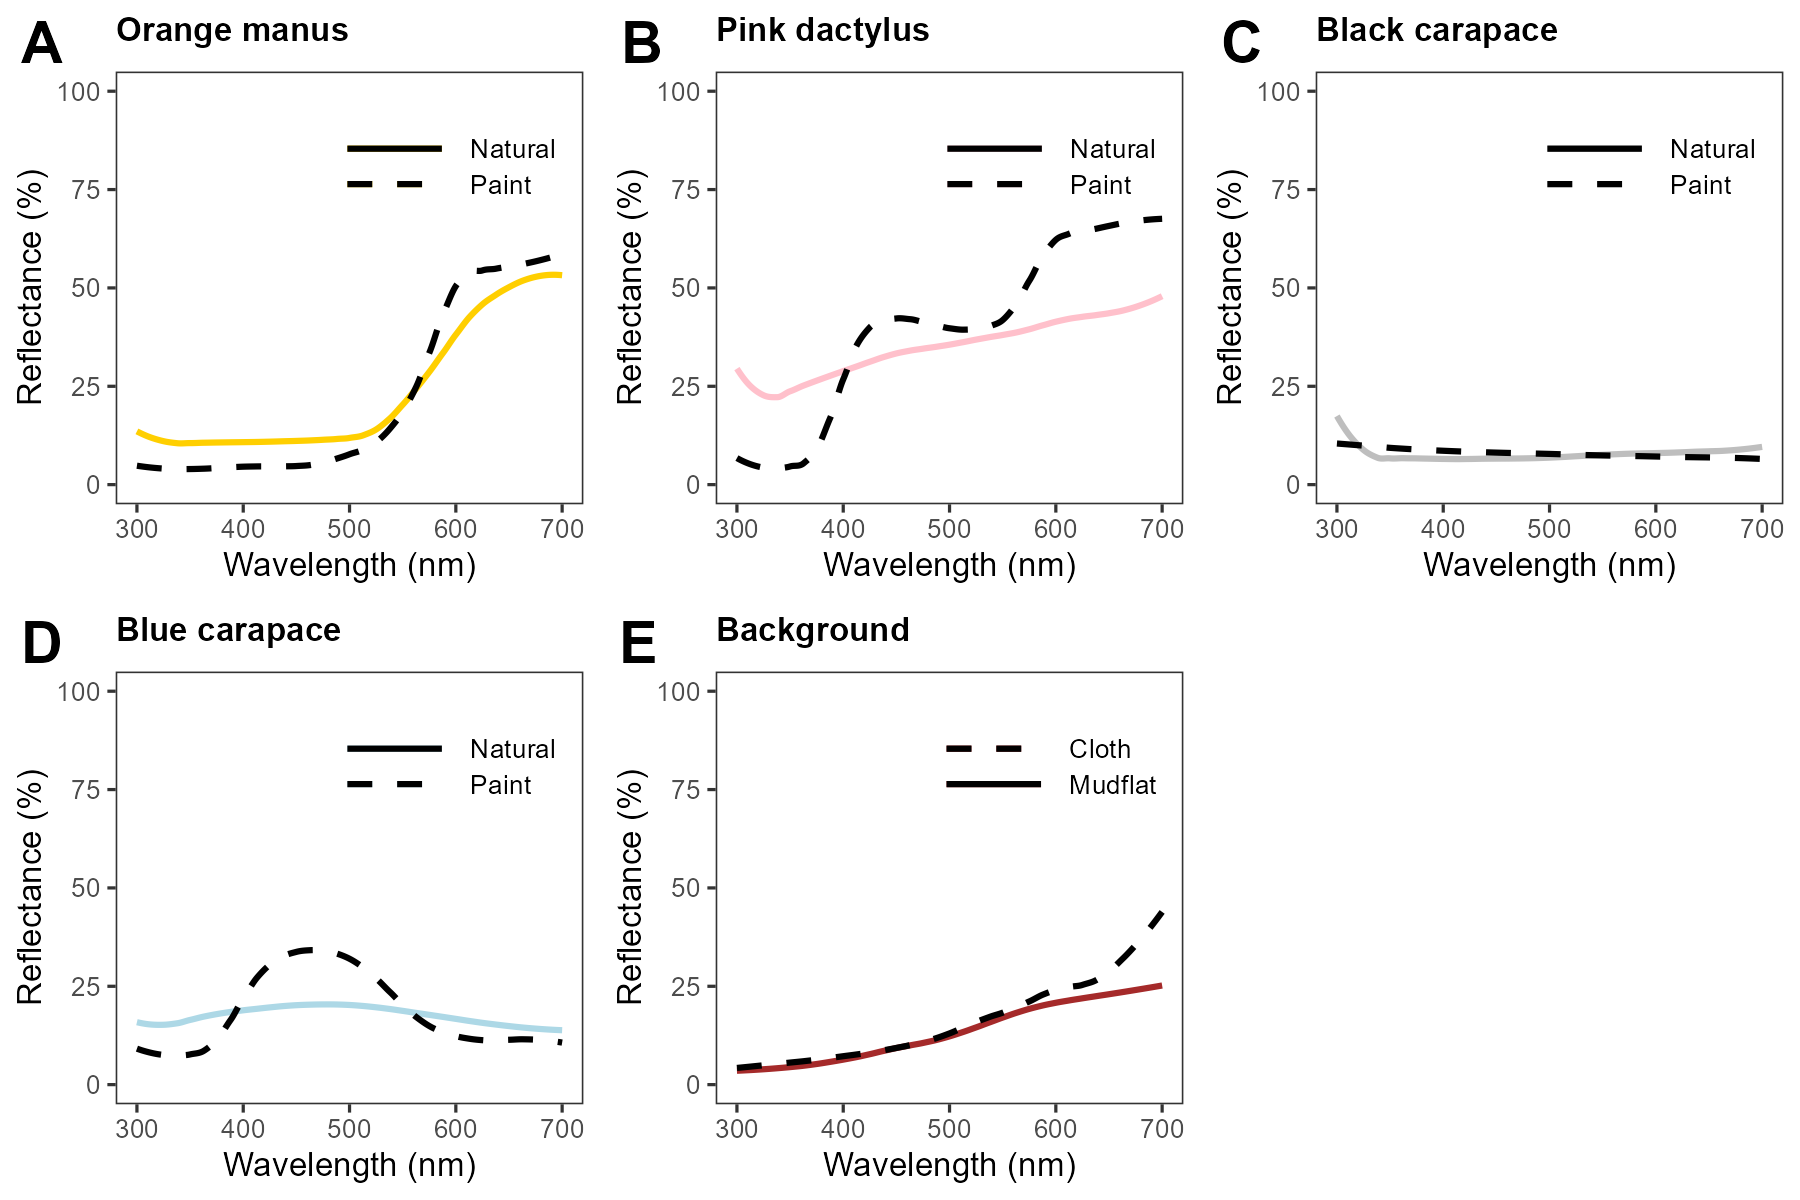 A Orange manus
100
75
50
25
0
Reflectance (%)
Natural
Paint
300 400 500 600 700
Wavelength (nm)
B Pink dactylus
100
75
50
25
0
Reflectance (%)
Natural
Paint
300 400 500 600 700
Wavelength (nm)
C Black carapace
100
75
50
25
0
Reflectance (%)
Natural
Paint
300 400 500 600 700
Wavelength (nm)
D Blue carapace
100
75
50
25
0
Reflectance (%)
Natural
Paint
300 400 500 600 700
Wavelength (nm)
E Background
100
75
50
25
0
Reflectance (%)
Cloth
Mudflat
300 400 500 600 700
Wavelength (nm)